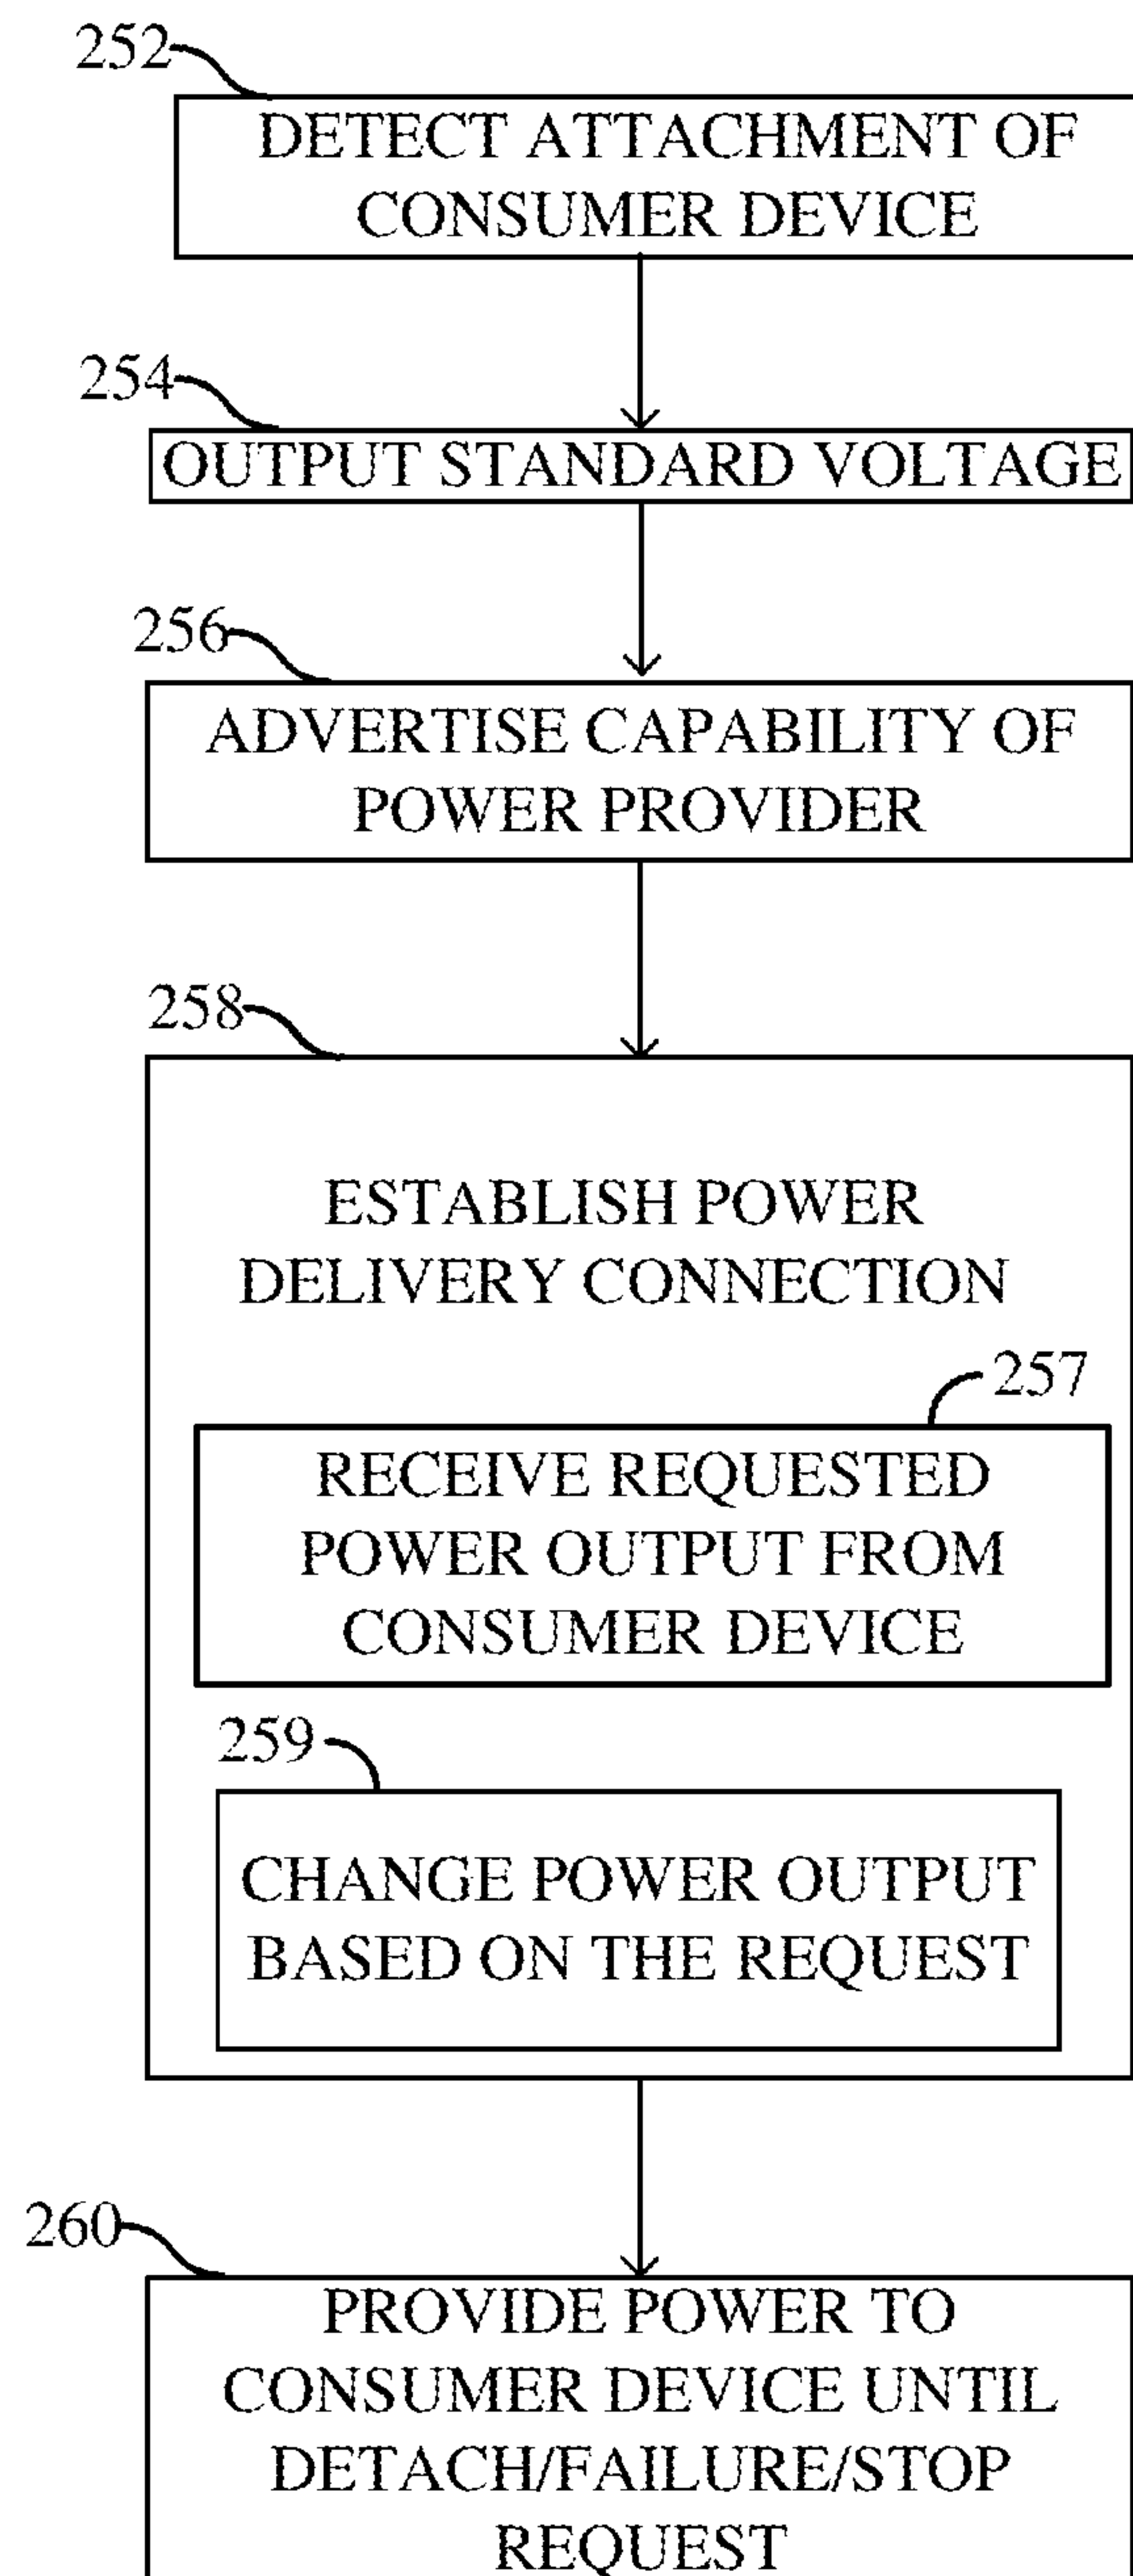 252
DETECT ATTACHMENT OF
CONSUMER DEVICE
254
OUTPUT STANDARD VOLTAGE
256
ADVERTISE CAPABILITY OF
POWER PROVIDER
258
ESTABLISH POWER
DELIVERY CONNECTION
257
RECEIVE REQUESTED
POWER OUTPUT FROM
CONSUMER DEVICE
259
CHANGE POWER OUTPUT
BASED ON THE REQUEST
260
PROVIDE POWER TO
CONSUMER DEVICE UNTIL
DETACH/FAILURE/STOP
REQUEST